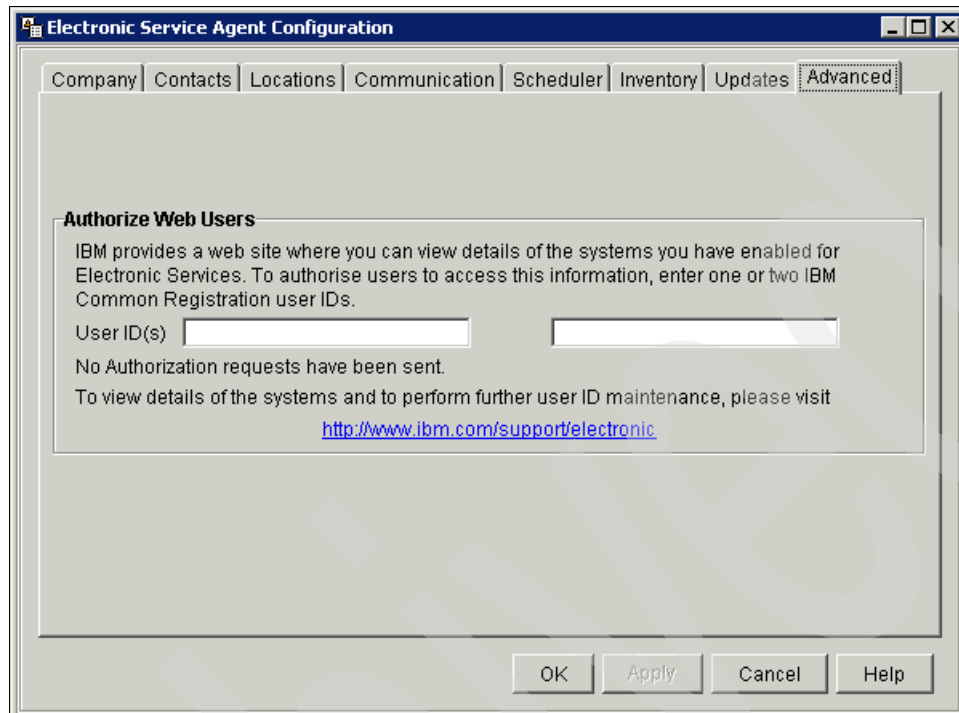 Electronic Service Agent Configuration
Company Contacts Locations Communication Scheduler Inventory Updates Advanced
Authorize Web Users
IBM provides a web site where you can view details of the systems you have enabled for
Electronic Services. To authorise users to access this information, enter one or two IBM
Common Registration user IDs.
User ID(s)
No Authorization requests have been sent.
To view details of the systems and to perform further user ID maintenance, please visit
http://www.ibm.com/support/electronic
OK Apply Cancel Help